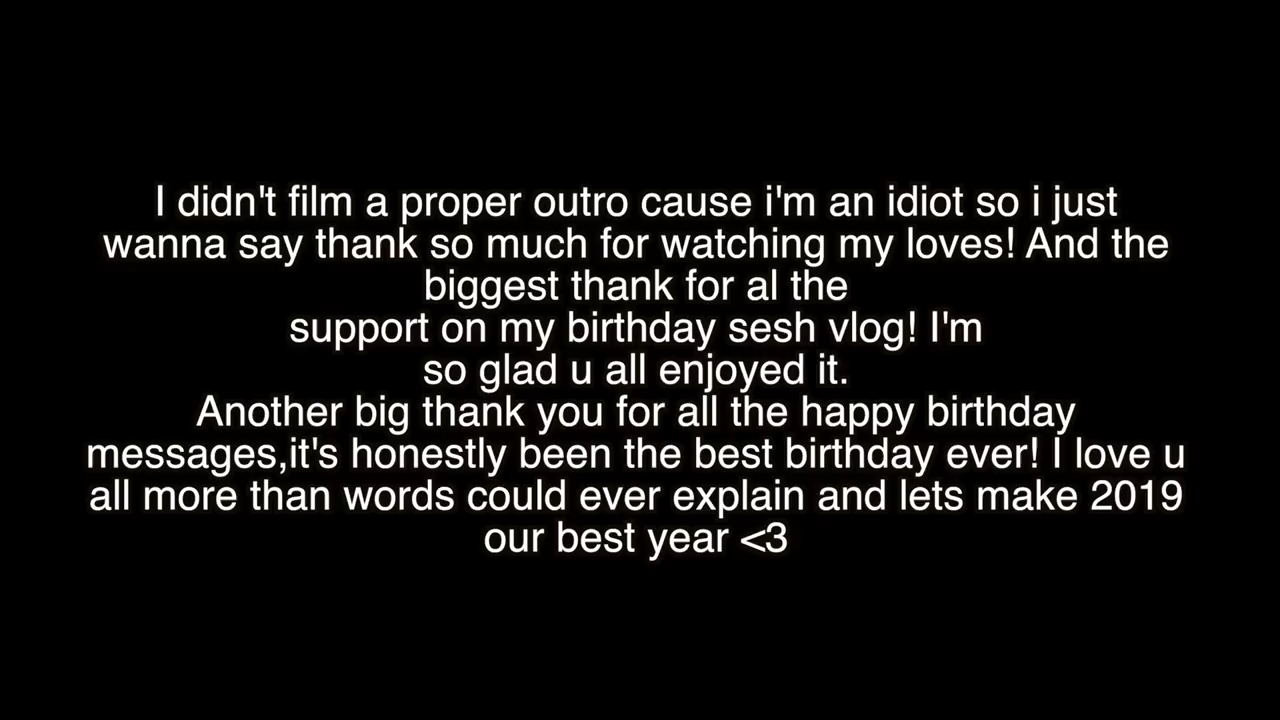 I didn't film a proper outro cause i'm an idiot so i just
wanna say thank so much for watching my loves! And the
biggest thank for al the
support on my birthday sesh vlog! I'm
so glad u all enjoyed it.
Another big thank you for all the happy birthday
messages,it's honestly been the best birthday ever! I love u
all more than words could ever explain and lets make 2019
our best year <3